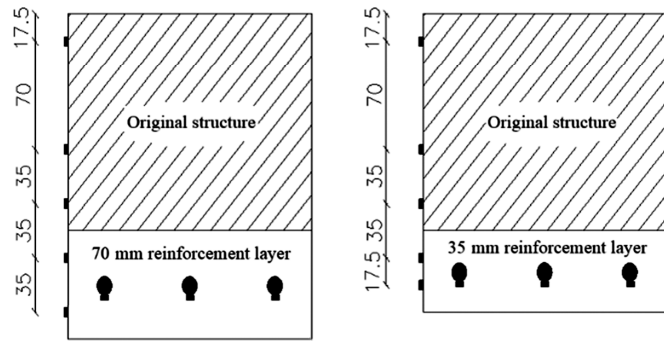 17.5
70
35
35
35
Original structure
70 mm reinforcement layer
17.5
70
35
35
17.5
Original structure
35 mm reinforcement layer